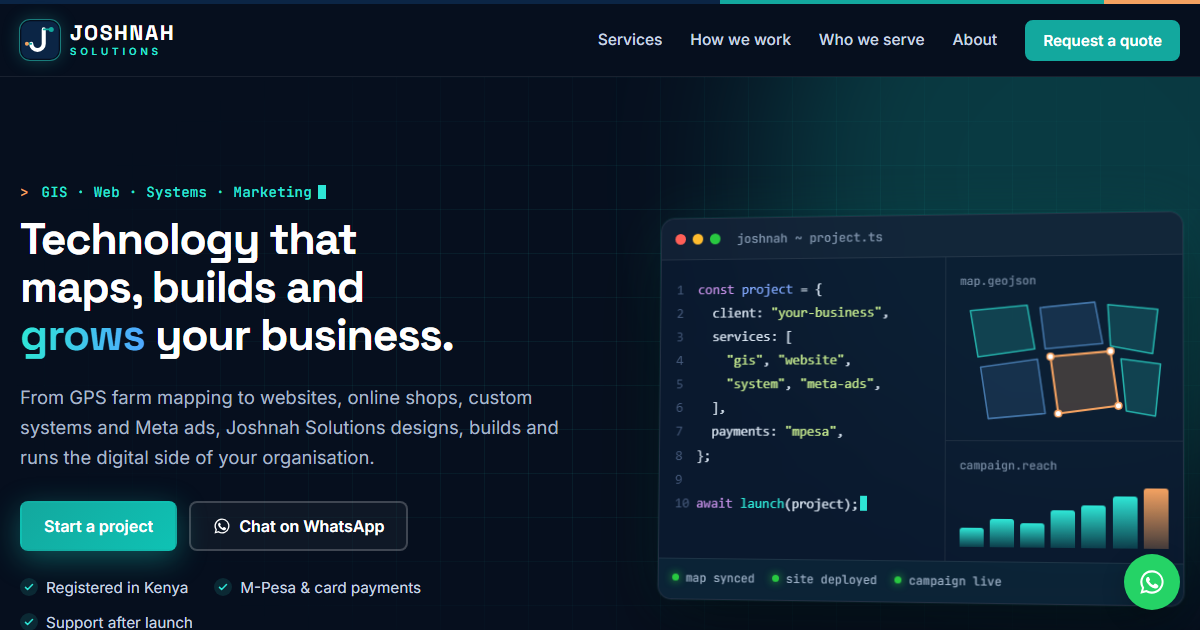 JOSHNAH
SOLUTIONS
Services
How we work
Who we serve
About
Request a quote
> GIS · Web · Systems · Marketing
Technology that
maps, builds and
grows your business.
From GPS farm mapping to websites, online shops, custom
systems and Meta ads, Joshnah Solutions designs, builds and
runs the digital side of your organisation.
Start a project
Chat on WhatsApp
Registered in Kenya
M-Pesa & card payments
Support after launch
joshnah ~ project.ts
1 const project = {
2 client: "your-business",
3 services: [
4 "gis", "website",
5 "system", "meta-ads",
6 ],
7 payments: "mpesa",
8 };
9
10 await launch(project);
map.geojson
campaign.reach
map synced
site deployed
campaign live